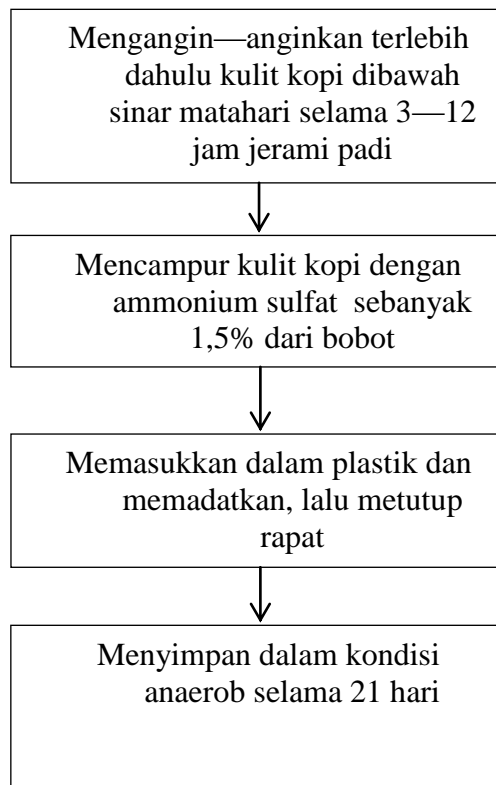 Mengangin—anginkan terlebih
dahulu kulit kopi dibawah
sinar matahari selama 3—12
jam jerami padi
Mencampur kulit kopi dengan
ammonium sulfat sebanyak
1,5% dari bobot
Memasukkan dalam plastik dan
memadatkan, lalu metutup
rapat
Menyimpan dalam kondisi
anaerob selama 21 hari